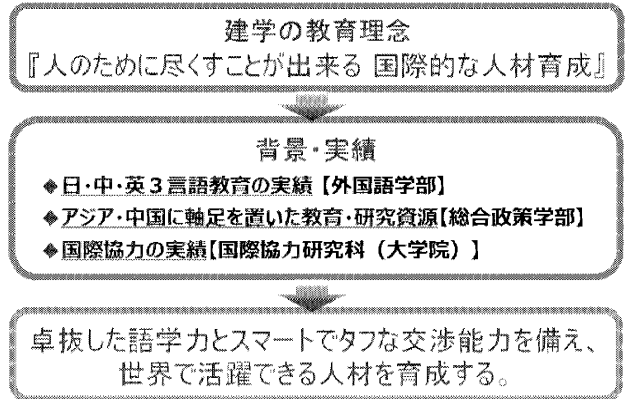 建学の教育理念
『人のために尽くすことが出来る 国際的な人材育成』
背景・実績
◆日・中・英３言語教育の実績【外国語学部】
◆アジア・中国に軸足を置いた教育・研究資源【総合政策学部】
◆国際協力の実績【国際協力研究科（大学院）】
卓抜した語学力とスマートでタフな交渉能力を備え、
世界で活躍できる人材を育成する。